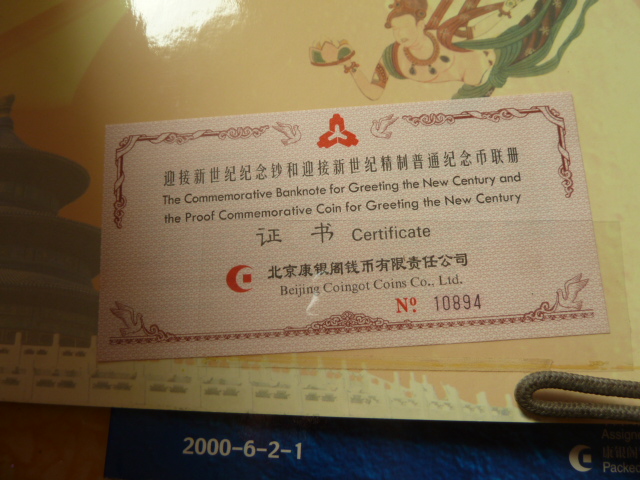 迎接新世纪纪念钞和迎接新世纪精制普通纪念币联册
The Commemorative Banknote for Greeting the New Century and
the Proof Commemorative Coin for Greeting the New Century
证 书 Certificate
北京康银阁钱币有限责任公司
Beijing Coingot Coins Co., Ltd.
Nº 10894
2000-6-2-1
Packed